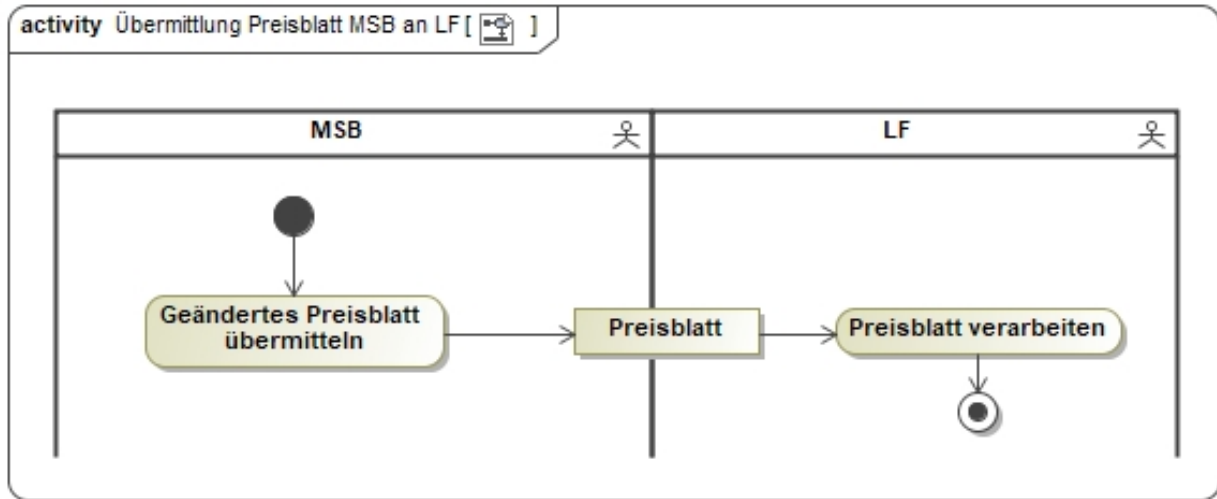 activity Übermittlung Preisblatt MSB an LF [ ]
MSB
LF
Geändertes Preisblatt
übermitteln
Preisblatt
Preisblatt verarbeiten